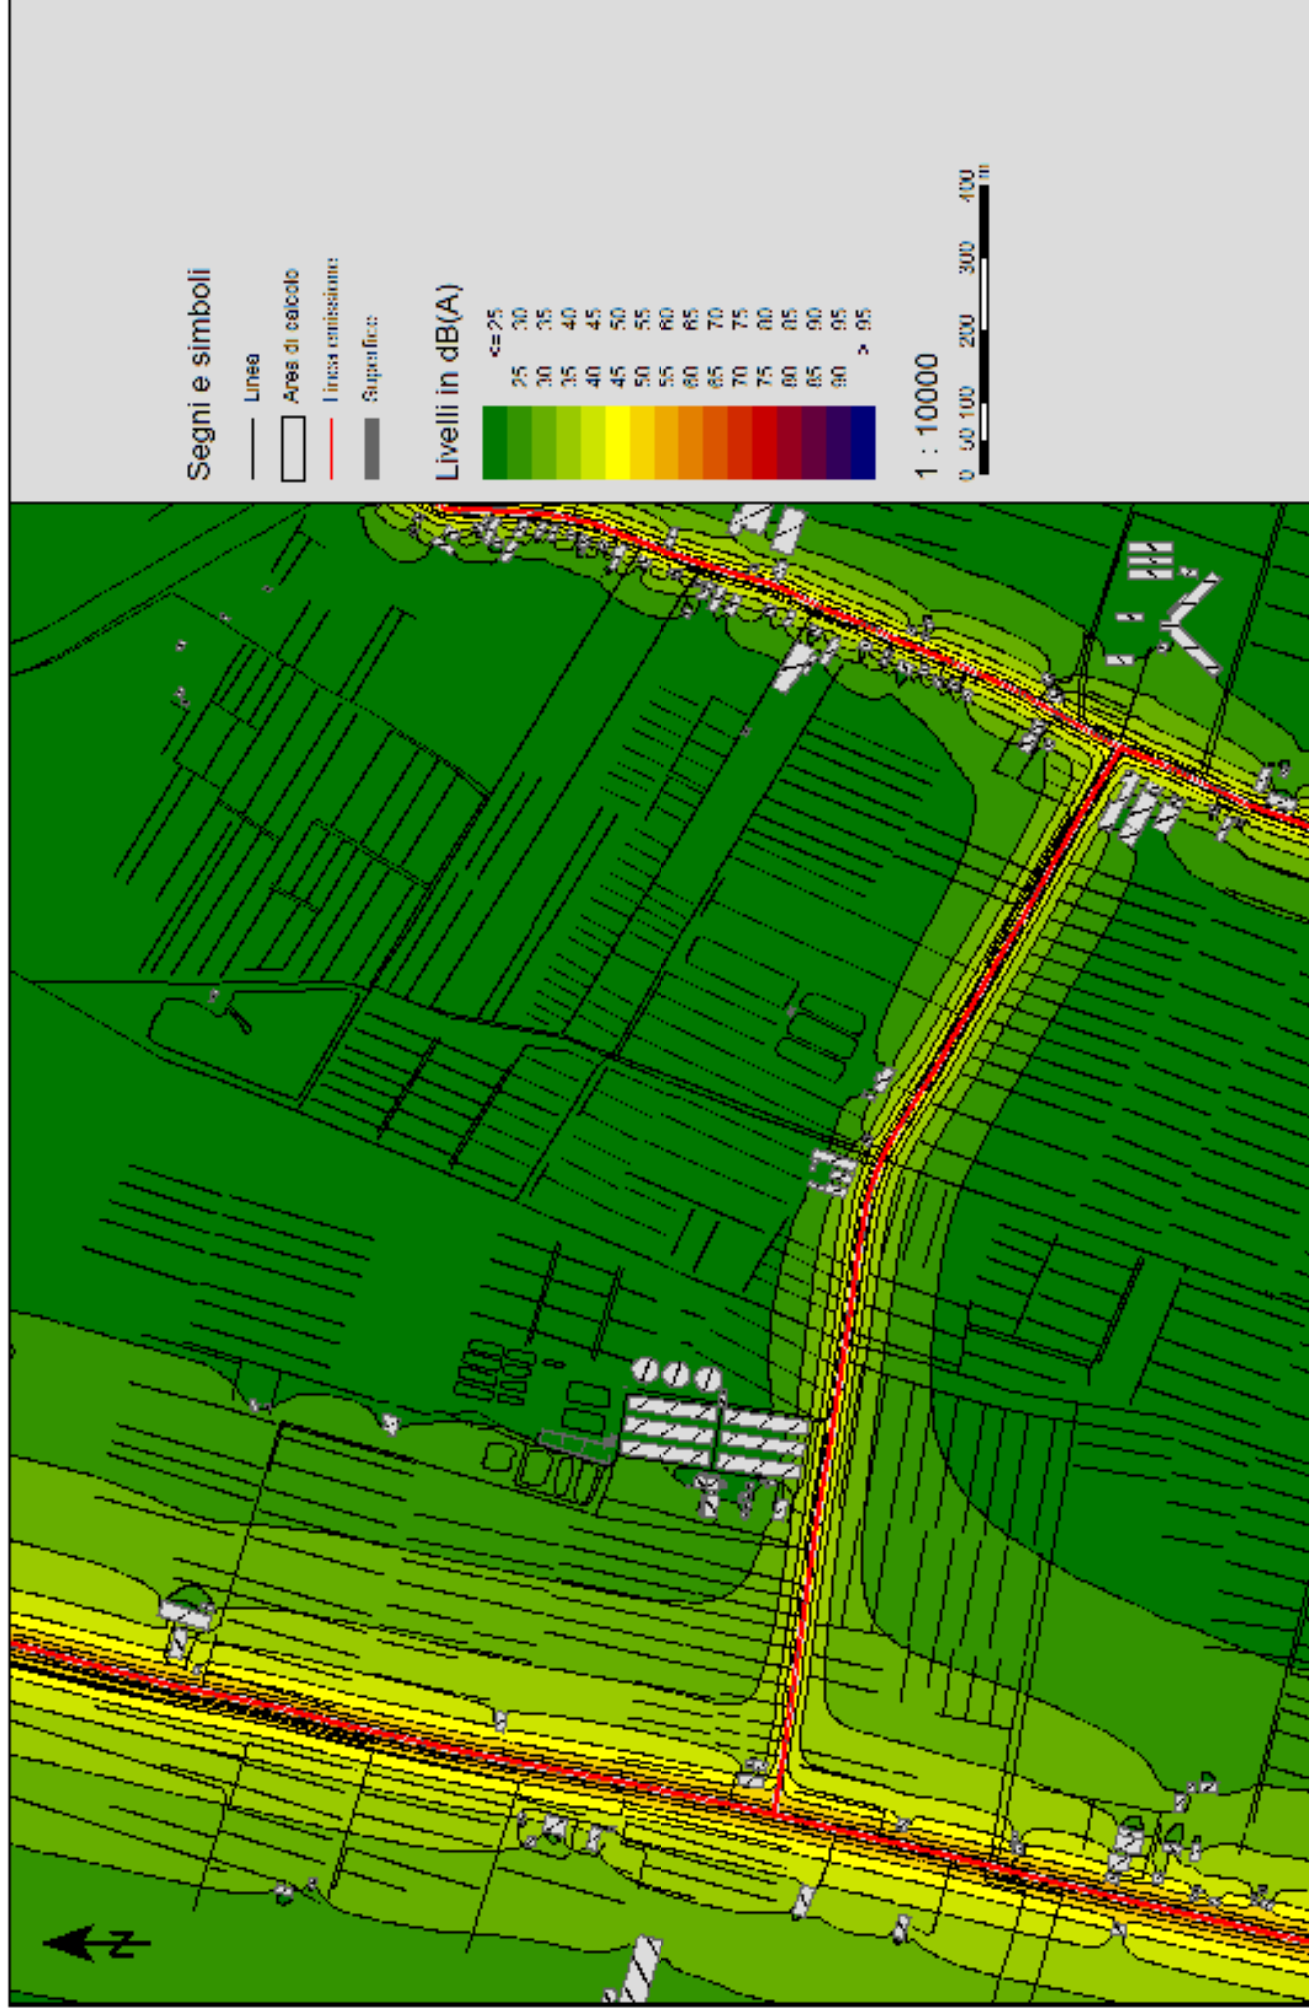 Segni e simboli
Linea
Area di calcolo
Linea emissione
Superfice
Livelli in dB(A)
<= 25
25 30
30 35
35 40
40 45
45 50
50 55
55 60
60 65
65 70
70 75
75 80
80 85
85 90
90 95
> 95
1 : 10000
0 50 100 200 300 400
m
N